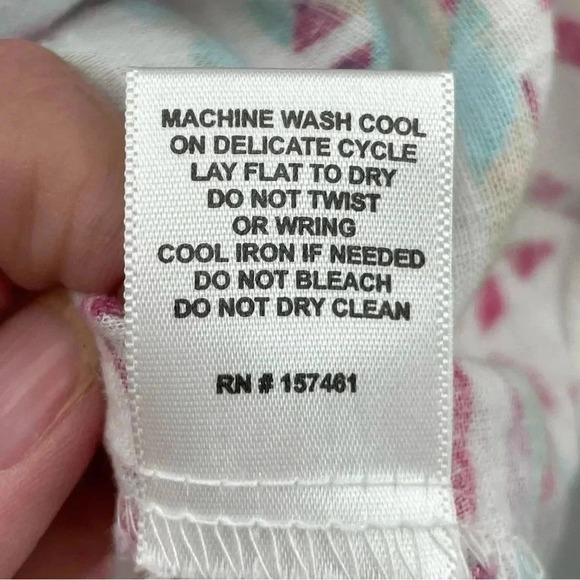 MACHINE WASH COOL
ON DELICATE CYCLE
LAY FLAT TO DRY
DO NOT TWIST
OR WRING
COOL IRON IF NEEDED
DO NOT BLEACH
DO NOT DRY CLEAN
RN # 157461